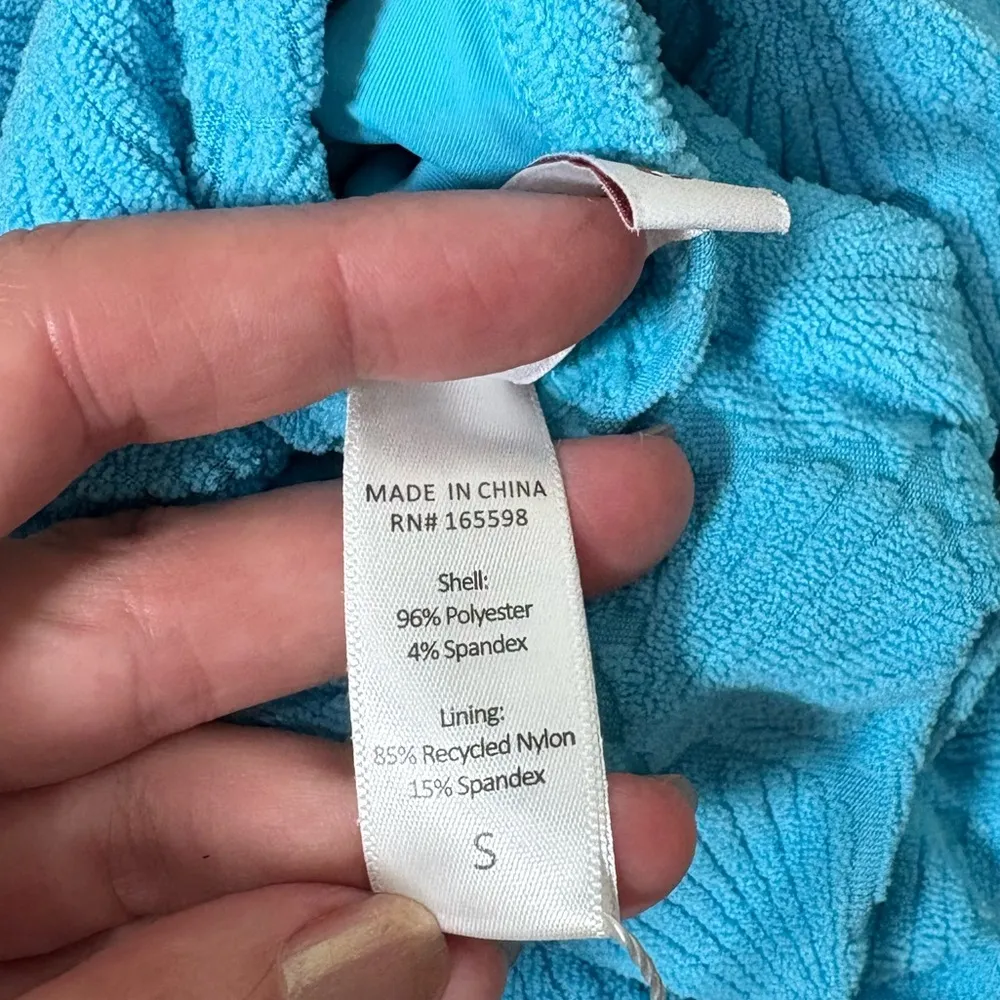 MADE IN CHINA
RN# 165598
Shell:
96% Polyester
4% Spandex
Lining:
85% Recycled Nylon
15% Spandex
S